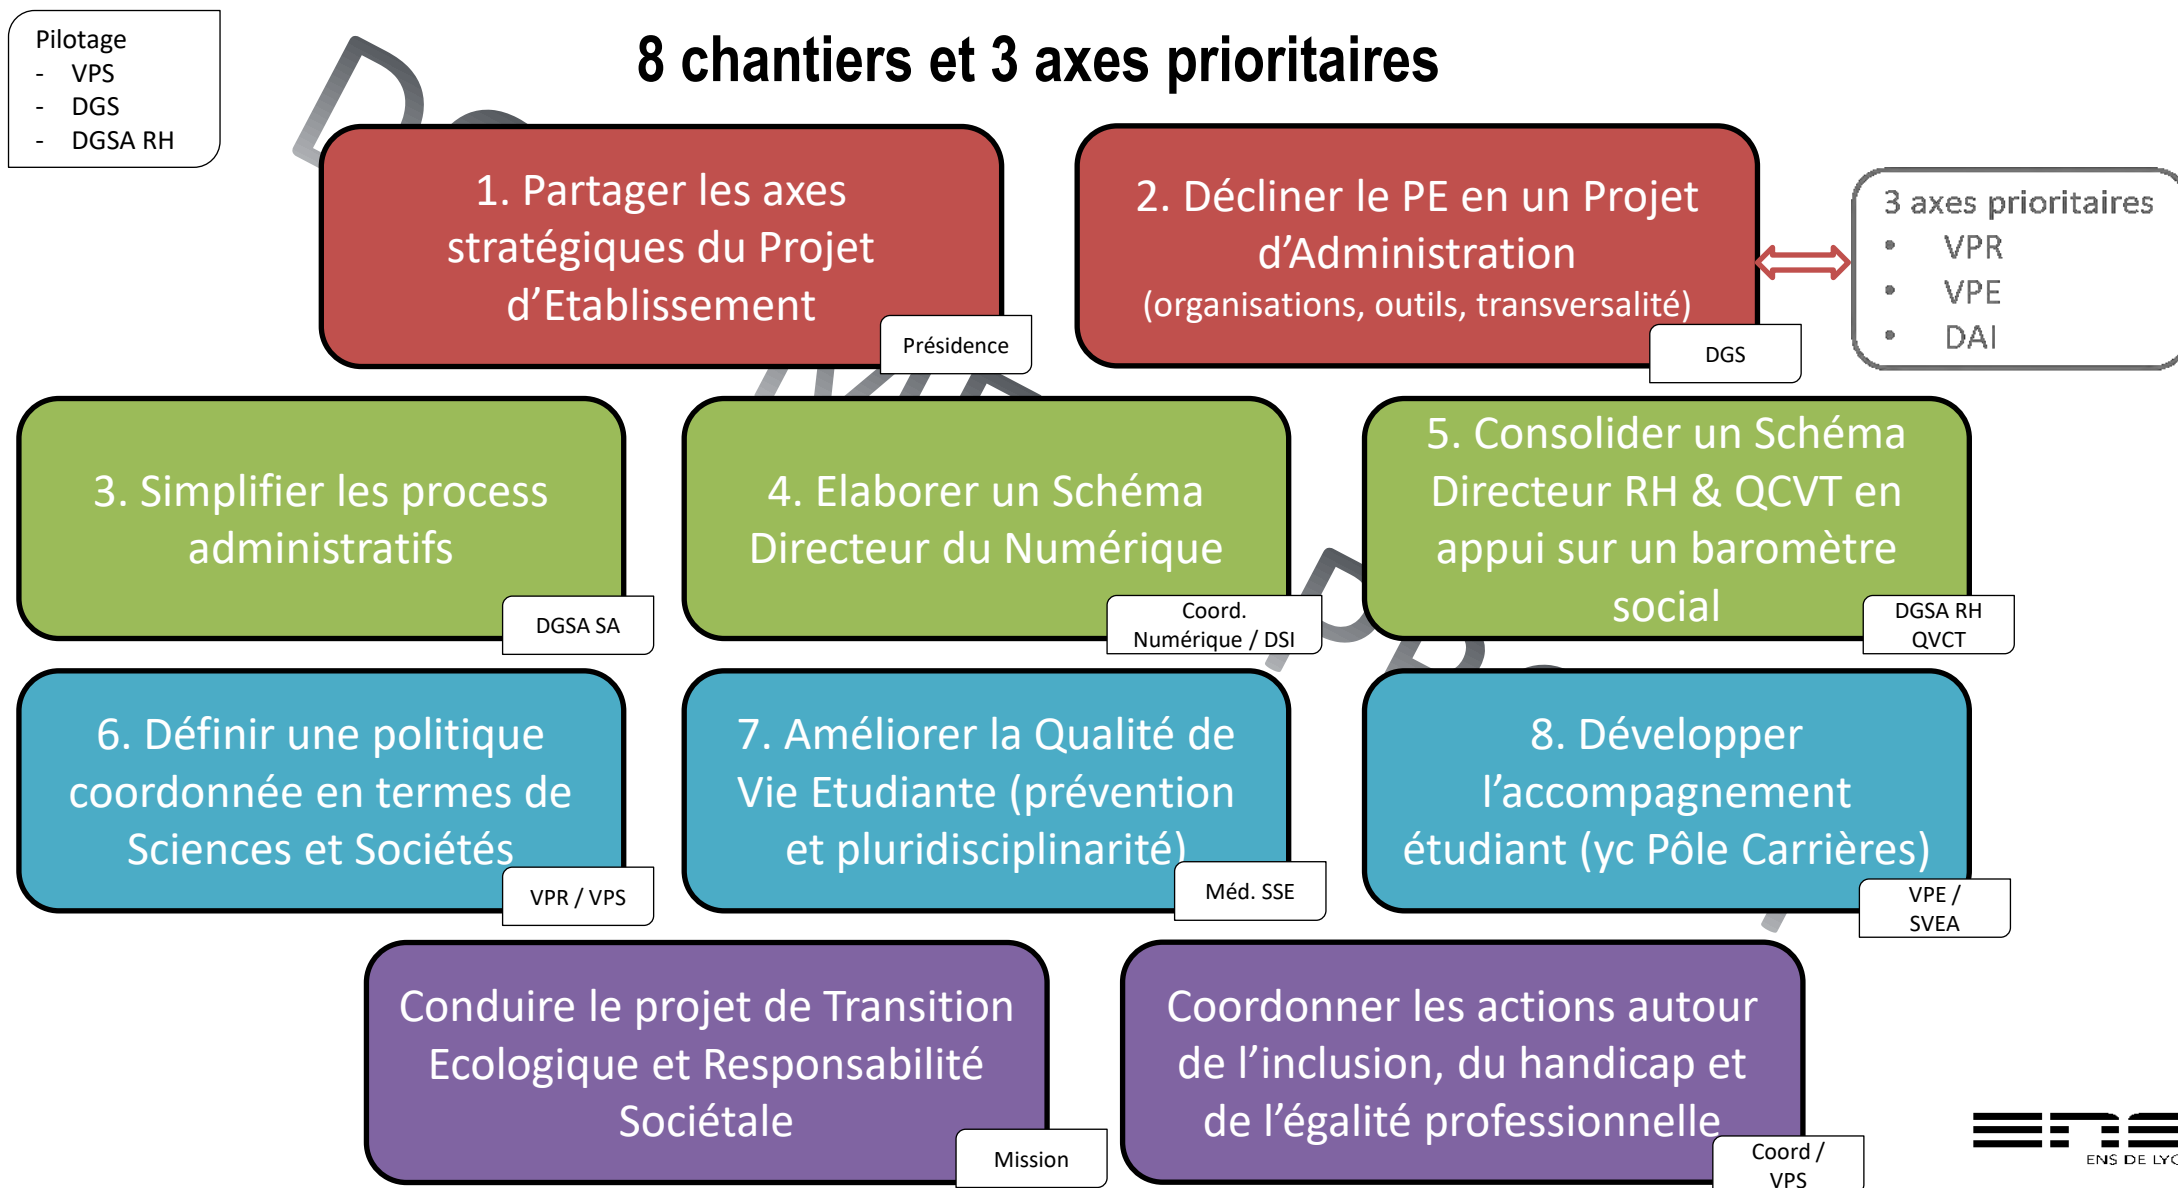 8 chantiers et 3 axes prioritaires
Pilotage
- VPS
- DGS
- DGSA RH
1. Partager les axes
stratégiques du Projet
d’Etablissement
Présidence
2. Décliner le PE en un Projet
d’Administration
(organisations, outils, transversalité)
DGS
3 axes prioritaires
• VPR
• VPE
• DAI
3. Simplifier les process
administratifs
DGSA SA
4. Elaborer un Schéma
Directeur du Numérique
Coord.
Numérique / DSI
5. Consolider un Schéma
Directeur RH & QCVT en
appui sur un baromètre
social
DGSA RH
QVCT
6. Définir une politique
coordonnée en termes de
Sciences et Sociétés
VPR / VPS
7. Améliorer la Qualité de
Vie Etudiante (prévention
et pluridisciplinarité)
Méd. SSE
8. Développer
l’accompagnement
étudiant (yc Pôle Carrières)
VPE /
SVEA
Conduire le projet de Transition
Ecologique et Responsabilité
Sociétale
Mission
Coordonner les actions autour
de l’inclusion, du handicap et
de l’égalité professionnelle
Coord /
VPS
ENS
ENS DE LYO